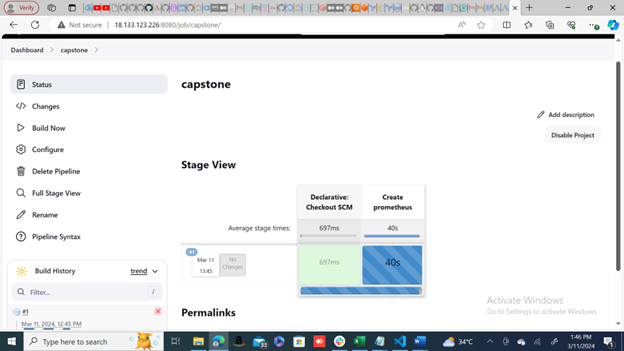 Verify
Not secure 18.133.123.226:8080/job/capstone/
Dashboard > capstone >
Status
Changes
Build Now
Configure
Delete Pipeline
Full Stage View
Rename
Pipeline Syntax
Build History trend
Filter... /
#1
Mar 11, 2024, 12:45 PM
capstone
Add description
Disable Project
Stage View
Declarative: Checkout SCM
Create prometheus
Average stage times: 697ms 40s
#1
Mar 11
13:45
No Changes
697ms 40s
Permalinks
Activate Windows
Go to Settings to activate Windows.
Type here to search
34°C
1:46 PM
3/11/2024